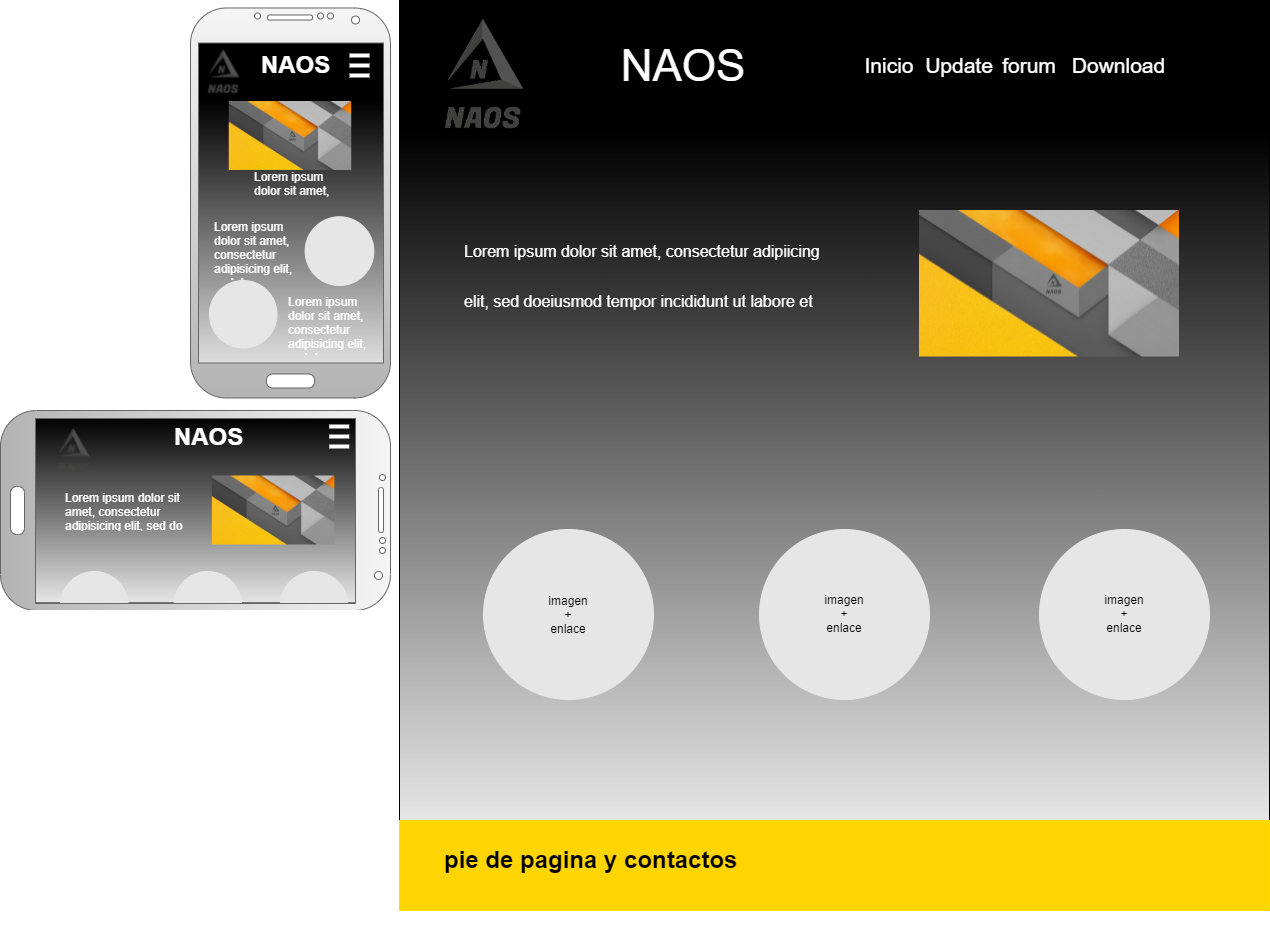 NAOS
NAOS
Lorem ipsum
dolor sit amet,
Lorem ipsum
dolor sit amet,
consectetur
adipisicing elit,
Lorem ipsum
dolor sit amet,
consectetur
adipisicing elit,
NAOS
Lorem ipsum dolor sit
amet, consectetur
adipisicing elit, sed do
N
NAOS
NAOS
Inicio Update forum Download
Lorem ipsum dolor sit amet, consectetur adipiicing
elit, sed doeiusmod tempor incididunt ut labore et
NAOS
imagen
+
enlace
imagen
+
enlace
imagen
+
enlace
pie de pagina y contactos